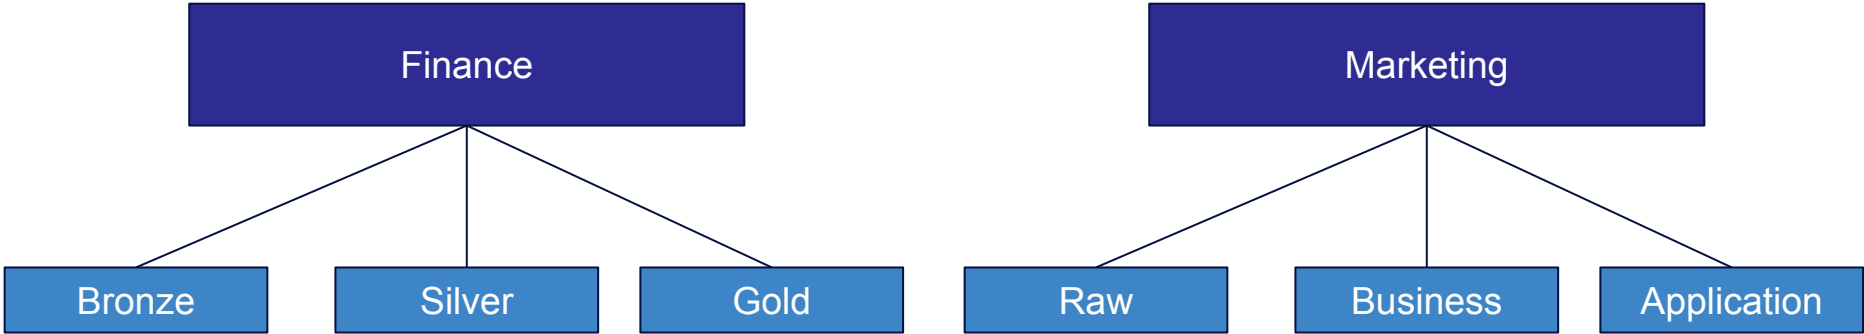 Finance
Marketing
Bronze
Silver
Gold
Raw
Business
Application